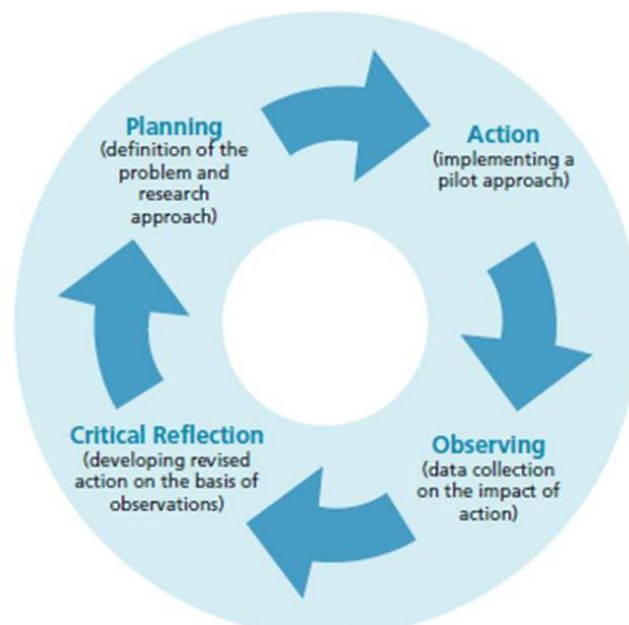 Planning
(definition of the
problem and
research
approach)
Action
(implementing a
pilot approach)
Observing
(data collection
on the impact of
action)
Critical Reflection
(developing revised
action on the basis of
observations)